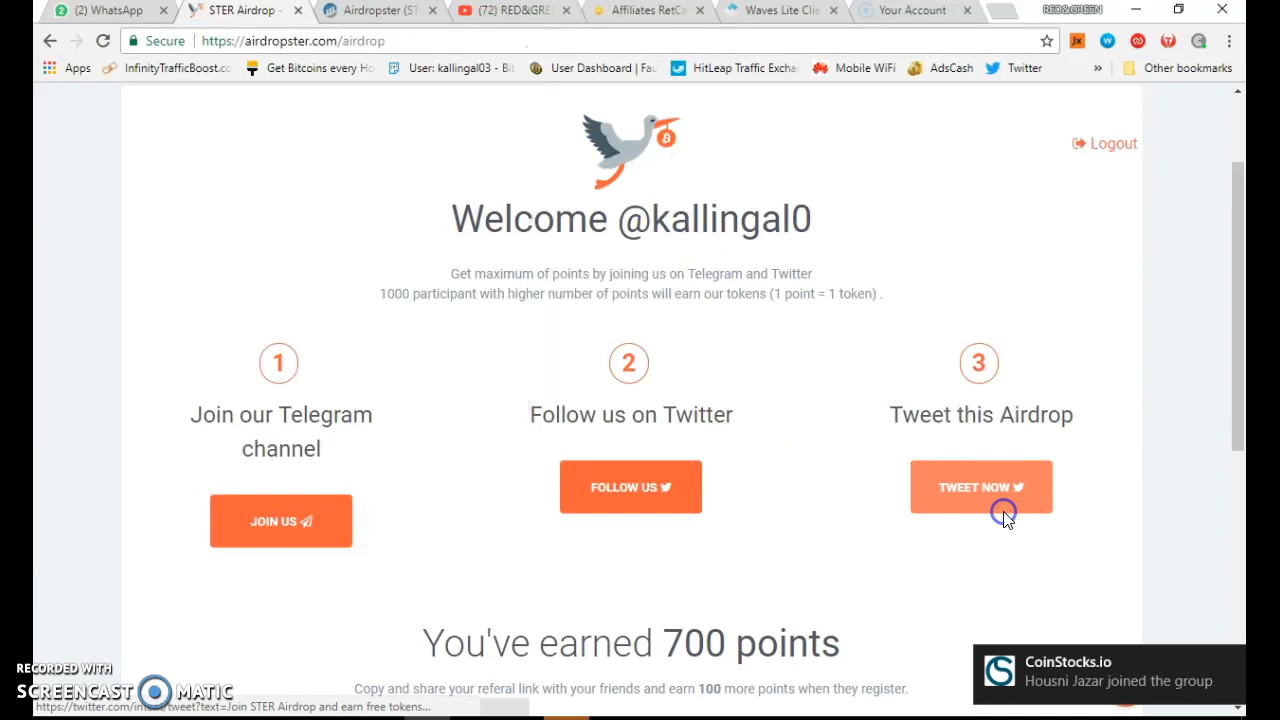 (2) WhatsApp
STER Airdrop -
Airdropster (ST
(72) RED&GRE
Affiliates RetCa
Waves Lite Clie
Your Account
RED&GREEN
Secure
https://airdropster.com/airdrop
Apps
InfinityTrafficBoost.co
Get Bitcoins every Ho
User: kallingal03 - Bit
User Dashboard | Fau
HitLeap Traffic Excha
Mobile WiFi
AdsCash
Twitter
»
Other bookmarks
Logout
Welcome @kallingal0
Get maximum of points by joining us on Telegram and Twitter
1000 participant with higher number of points will earn our tokens (1 point = 1 token) .
1
Join our Telegram
channel
JOIN US
2
Follow us on Twitter
FOLLOW US
3
Tweet this Airdrop
TWEET NOW
You've earned 700 points
Copy and share your referal link with your friends and earn 100 more points when they register.
CoinStocks.io
Housni Jazar joined the group
RECORDED WITH
SCREENCAST MATIC
https://twitter.com/intent/tweet?text=Join STER Airdrop and earn free tokens...